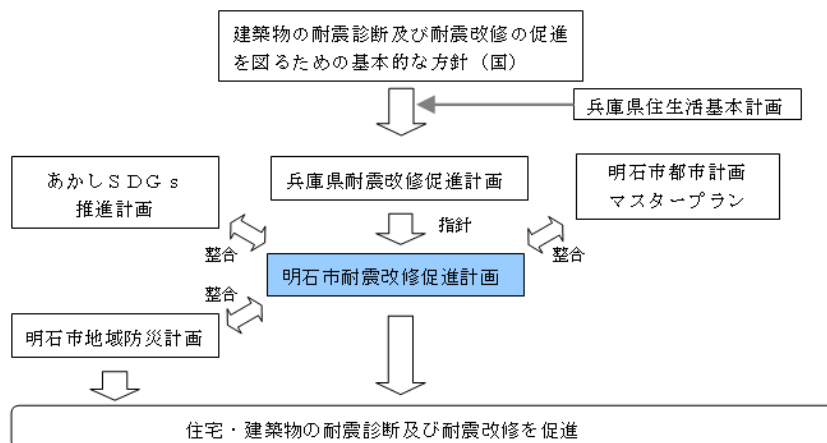 建築物の耐震診断及び耐震改修の促進
を図るための基本的な方針（国）
兵庫県住生活基本計画
あかしＳＤＧｓ
推進計画
兵庫県耐震改修促進計画
明石市都市計画
マスタープラン
指針
整合
整合
明石市耐震改修促進計画
整合
明石市地域防災計画
住宅・建築物の耐震診断及び耐震改修を促進